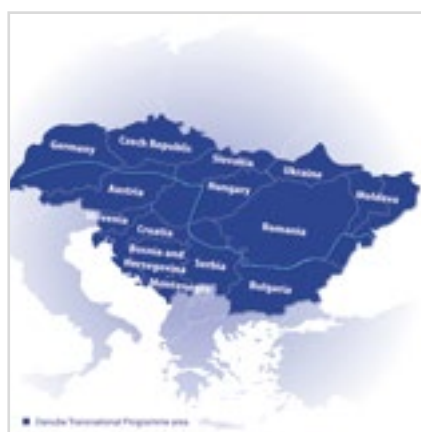 Germany
Czech Republic
Slovakia
Ukraine
Moldova
Austria
Hungary
Slovenia
Romania
Croatia
Bosnia and
Herzegovina
Serbia
Montenegro
Bulgaria
Danube Transnational Programme area